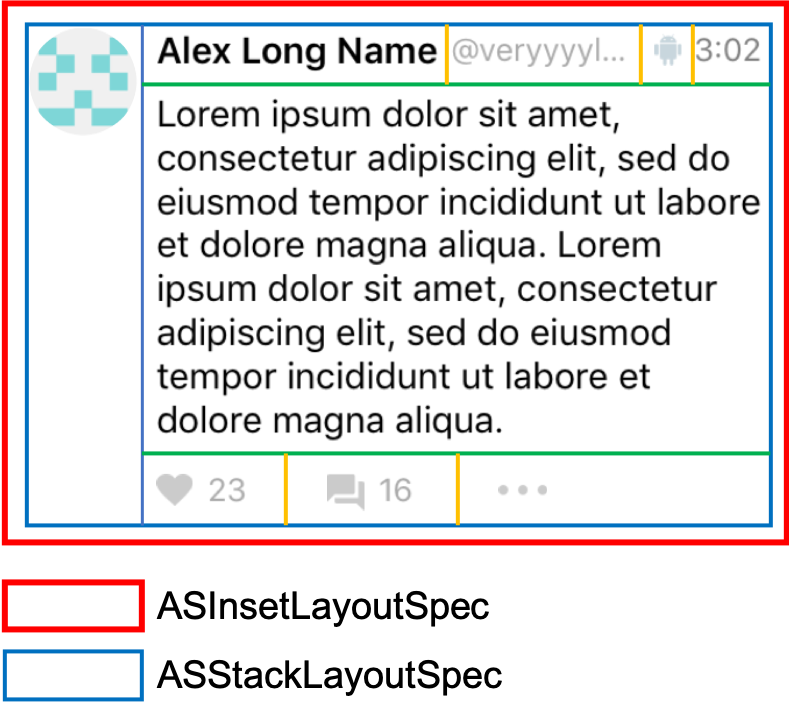 Alex Long Name @veryyyyl... 3:02
Lorem ipsum dolor sit amet,
consectetur adipiscing elit, sed do
eiusmod tempor incididunt ut labore
et dolore magna aliqua. Lorem
ipsum dolor sit amet, consectetur
adipiscing elit, sed do eiusmod
tempor incididunt ut labore et
dolore magna aliqua.
23 16
ASInsetLayoutSpec
ASStackLayoutSpec